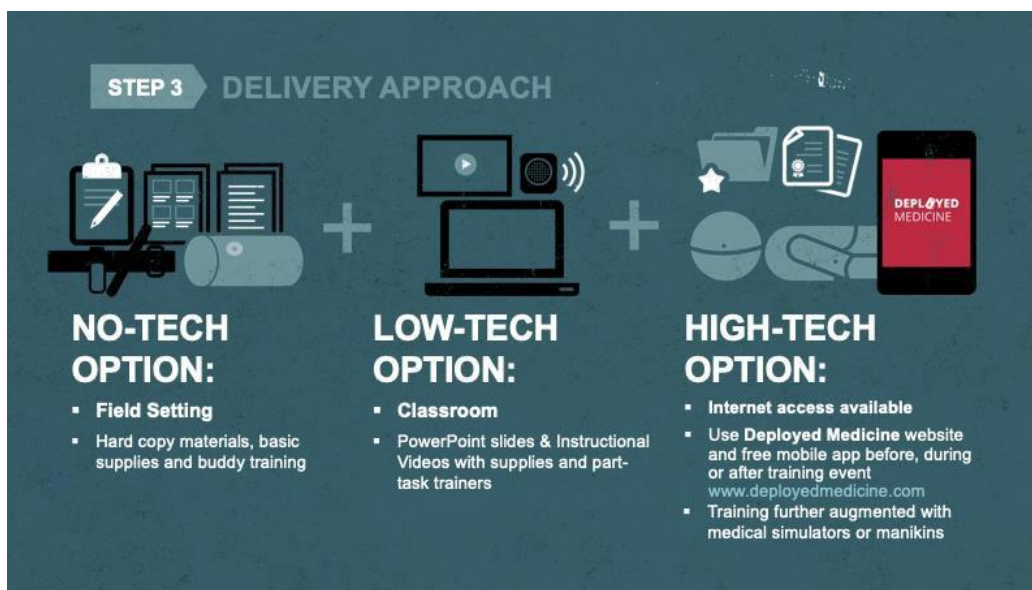 STEP 3 DELIVERY APPROACH
DEPLOYED
MEDICINE
NO-TECH
OPTION:
▪ Field Setting
▪ Hard copy materials, basic
supplies and buddy training
LOW-TECH
OPTION:
▪ Classroom
▪ PowerPoint slides & Instructional
Videos with supplies and part-
task trainers
HIGH-TECH
OPTION:
▪ Internet access available
▪ Use Deployed Medicine website
and free mobile app before, during
or after training event
www.deployedmedicine.com
▪ Training further augmented with
medical simulators or manikins